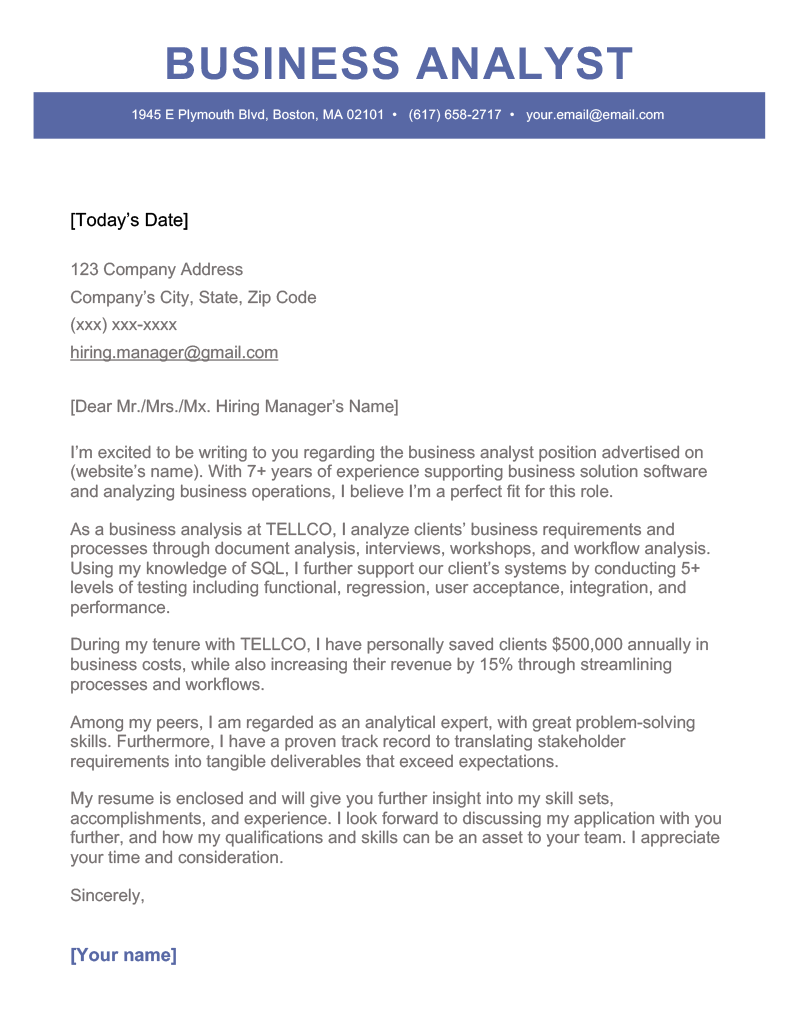 BUSINESS ANALYST
1945 E Plymouth Blvd, Boston, MA 02101 • (617) 658-2717 • your.email@email.com
[Today’s Date]
123 Company Address
Company’s City, State, Zip Code
(xxx) xxx-xxxx
hiring.manager@gmail.com
[Dear Mr./Mrs./Mx. Hiring Manager’s Name]
I’m excited to be writing to you regarding the business analyst position advertised on
(website’s name). With 7+ years of experience supporting business solution software
and analyzing business operations, I believe I’m a perfect fit for this role.
As a business analysis at TELLCO, I analyze clients’ business requirements and
processes through document analysis, interviews, workshops, and workflow analysis.
Using my knowledge of SQL, I further support our client’s systems by conducting 5+
levels of testing including functional, regression, user acceptance, integration, and
performance.
During my tenure with TELLCO, I have personally saved clients $500,000 annually in
business costs, while also increasing their revenue by 15% through streamlining
processes and workflows.
Among my peers, I am regarded as an analytical expert, with great problem-solving
skills. Furthermore, I have a proven track record to translating stakeholder
requirements into tangible deliverables that exceed expectations.
My resume is enclosed and will give you further insight into my skill sets,
accomplishments, and experience. I look forward to discussing my application with you
further, and how my qualifications and skills can be an asset to your team. I appreciate
your time and consideration.
Sincerely,
[Your name]